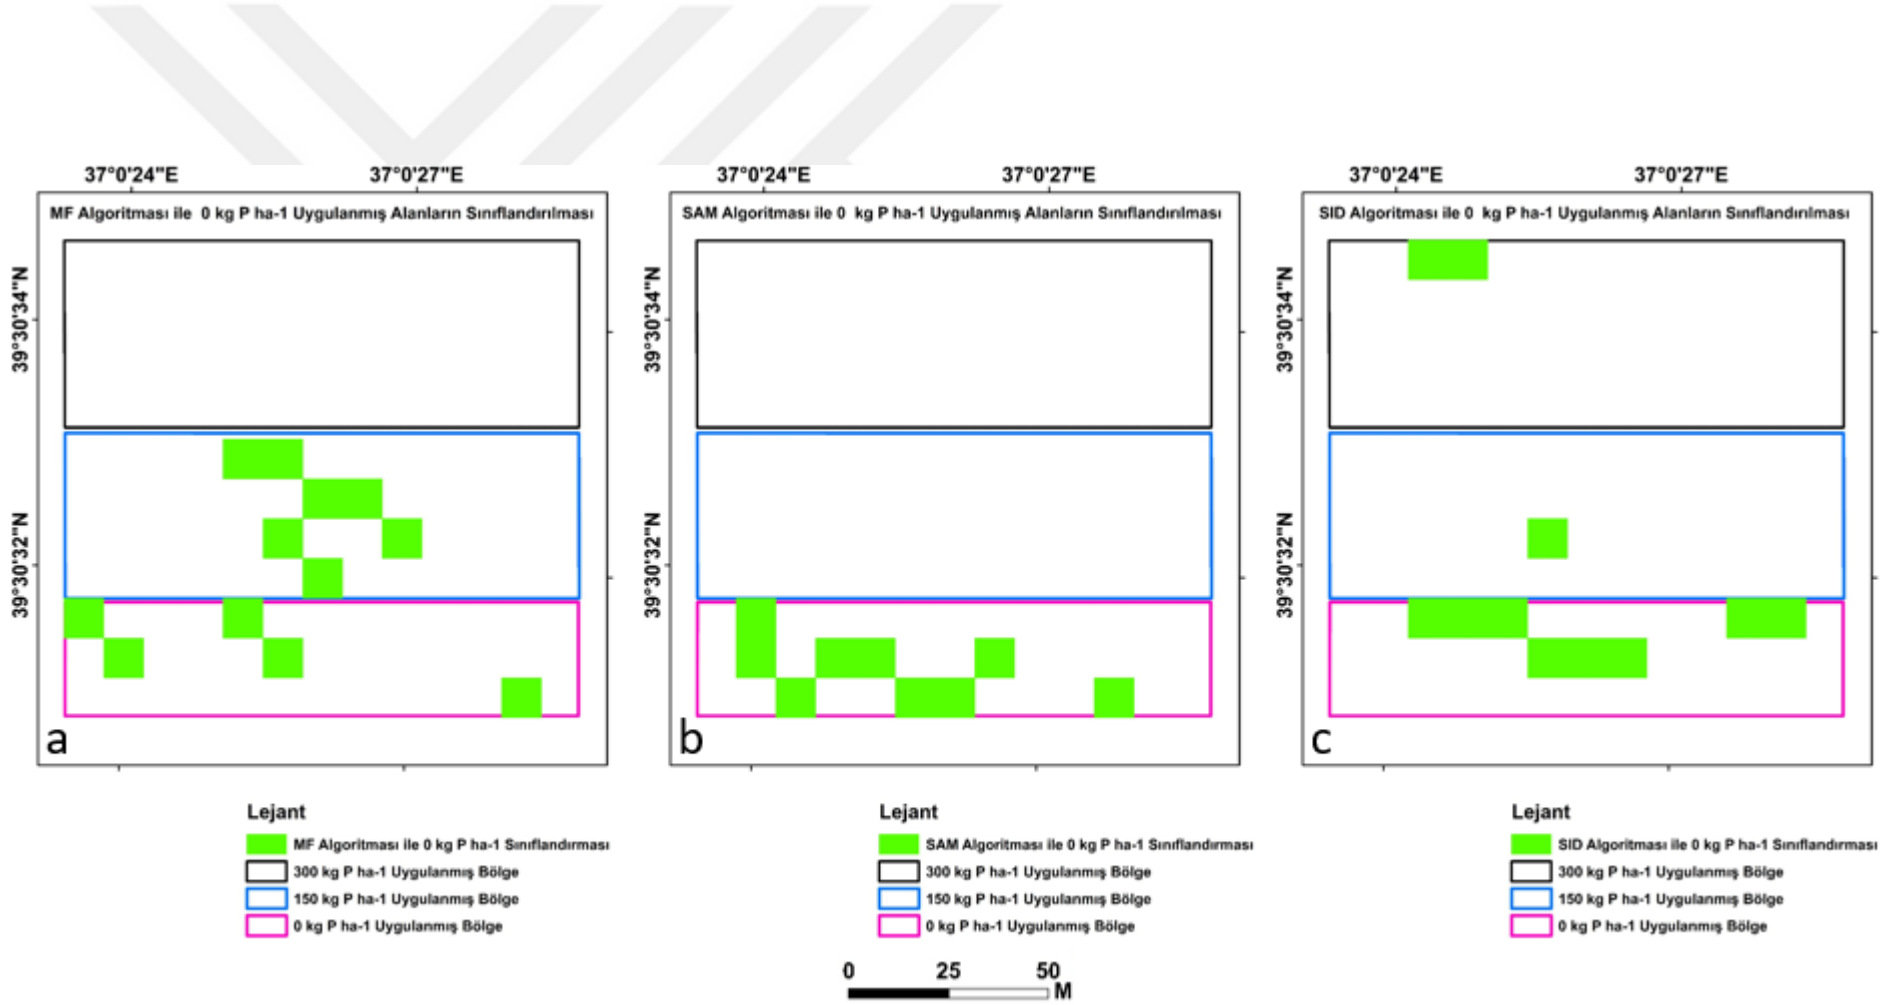 37°0'24"E 37°0'27"E
MF Algoritması ile 0 kg P ha-1 Uygulanmış Alanların Sınıflandırılması
39°30'34"N
39°30'32"N
a
Lejant
MF Algoritması ile 0 kg P ha-1 Sınıflandırması
300 kg P ha-1 Uygulanmış Bölge
150 kg P ha-1 Uygulanmış Bölge
0 kg P ha-1 Uygulanmış Bölge
37°0'24"E 37°0'27"E
SAM Algoritması ile 0 kg P ha-1 Uygulanmış Alanların Sınıflandırılması
39°30'34"N
39°30'32"N
b
Lejant
SAM Algoritması ile 0 kg P ha-1 Sınıflandırması
300 kg P ha-1 Uygulanmış Bölge
150 kg P ha-1 Uygulanmış Bölge
0 kg P ha-1 Uygulanmış Bölge
37°0'24"E 37°0'27"E
SID Algoritması ile 0 kg P ha-1 Uygulanmış Alanların Sınıflandırılması
39°30'34"N
39°30'32"N
c
Lejant
SID Algoritması ile 0 kg P ha-1 Sınıflandırması
300 kg P ha-1 Uygulanmış Bölge
150 kg P ha-1 Uygulanmış Bölge
0 kg P ha-1 Uygulanmış Bölge
0 25 50
M